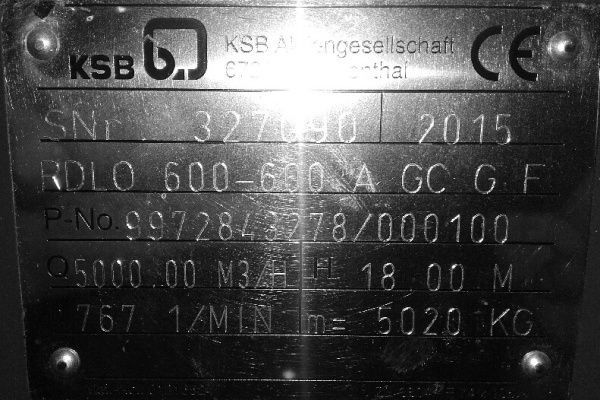 KSB KSB Aktiengesellschaft CE
SNr. 327090 2015
RDLO 600-600 A GC G F
P-No. 9972843278/000100
Q 5000.00 M3/H H 18.00 M
767 1/MIN m= 5020 KG